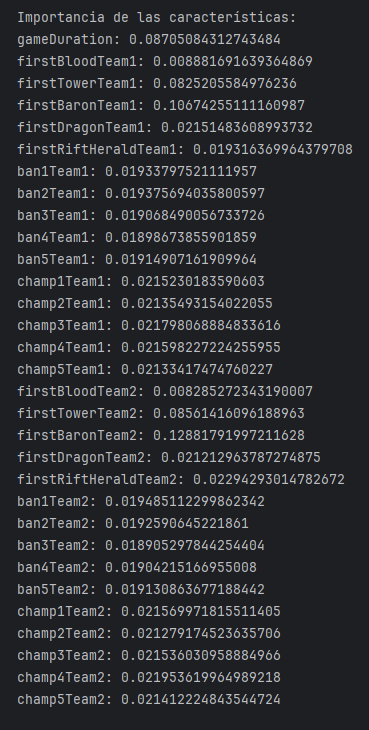 Importancia de las características:
gameDuration: 0.08705084312743484
firstBloodTeam1: 0.008881691639364869
firstTowerTeam1: 0.0825205584976236
firstBaronTeam1: 0.10674255111160987
firstDragonTeam1: 0.02151483608993732
firstRiftHeraldTeam1: 0.019316369964379708
ban1Team1: 0.01933797521111957
ban2Team1: 0.019375694035800597
ban3Team1: 0.019068490056733726
ban4Team1: 0.01898673855901859
ban5Team1: 0.01914907161909964
champ1Team1: 0.0215230183590603
champ2Team1: 0.02135493154022055
champ3Team1: 0.021798068884833616
champ4Team1: 0.021598227224255955
champ5Team1: 0.02133417474760227
firstBloodTeam2: 0.008285272343190007
firstTowerTeam2: 0.08561416096188963
firstBaronTeam2: 0.12881791997211628
firstDragonTeam2: 0.021212963787274875
firstRiftHeraldTeam2: 0.02294293014782672
ban1Team2: 0.019485112299862342
ban2Team2: 0.0192590645221861
ban3Team2: 0.018905297844254404
ban4Team2: 0.01904215166955008
ban5Team2: 0.019130863677188442
champ1Team2: 0.021569971815511405
champ2Team2: 0.021279174523635706
champ3Team2: 0.021536030958884966
champ4Team2: 0.021953619964989218
champ5Team2: 0.021412224843544724